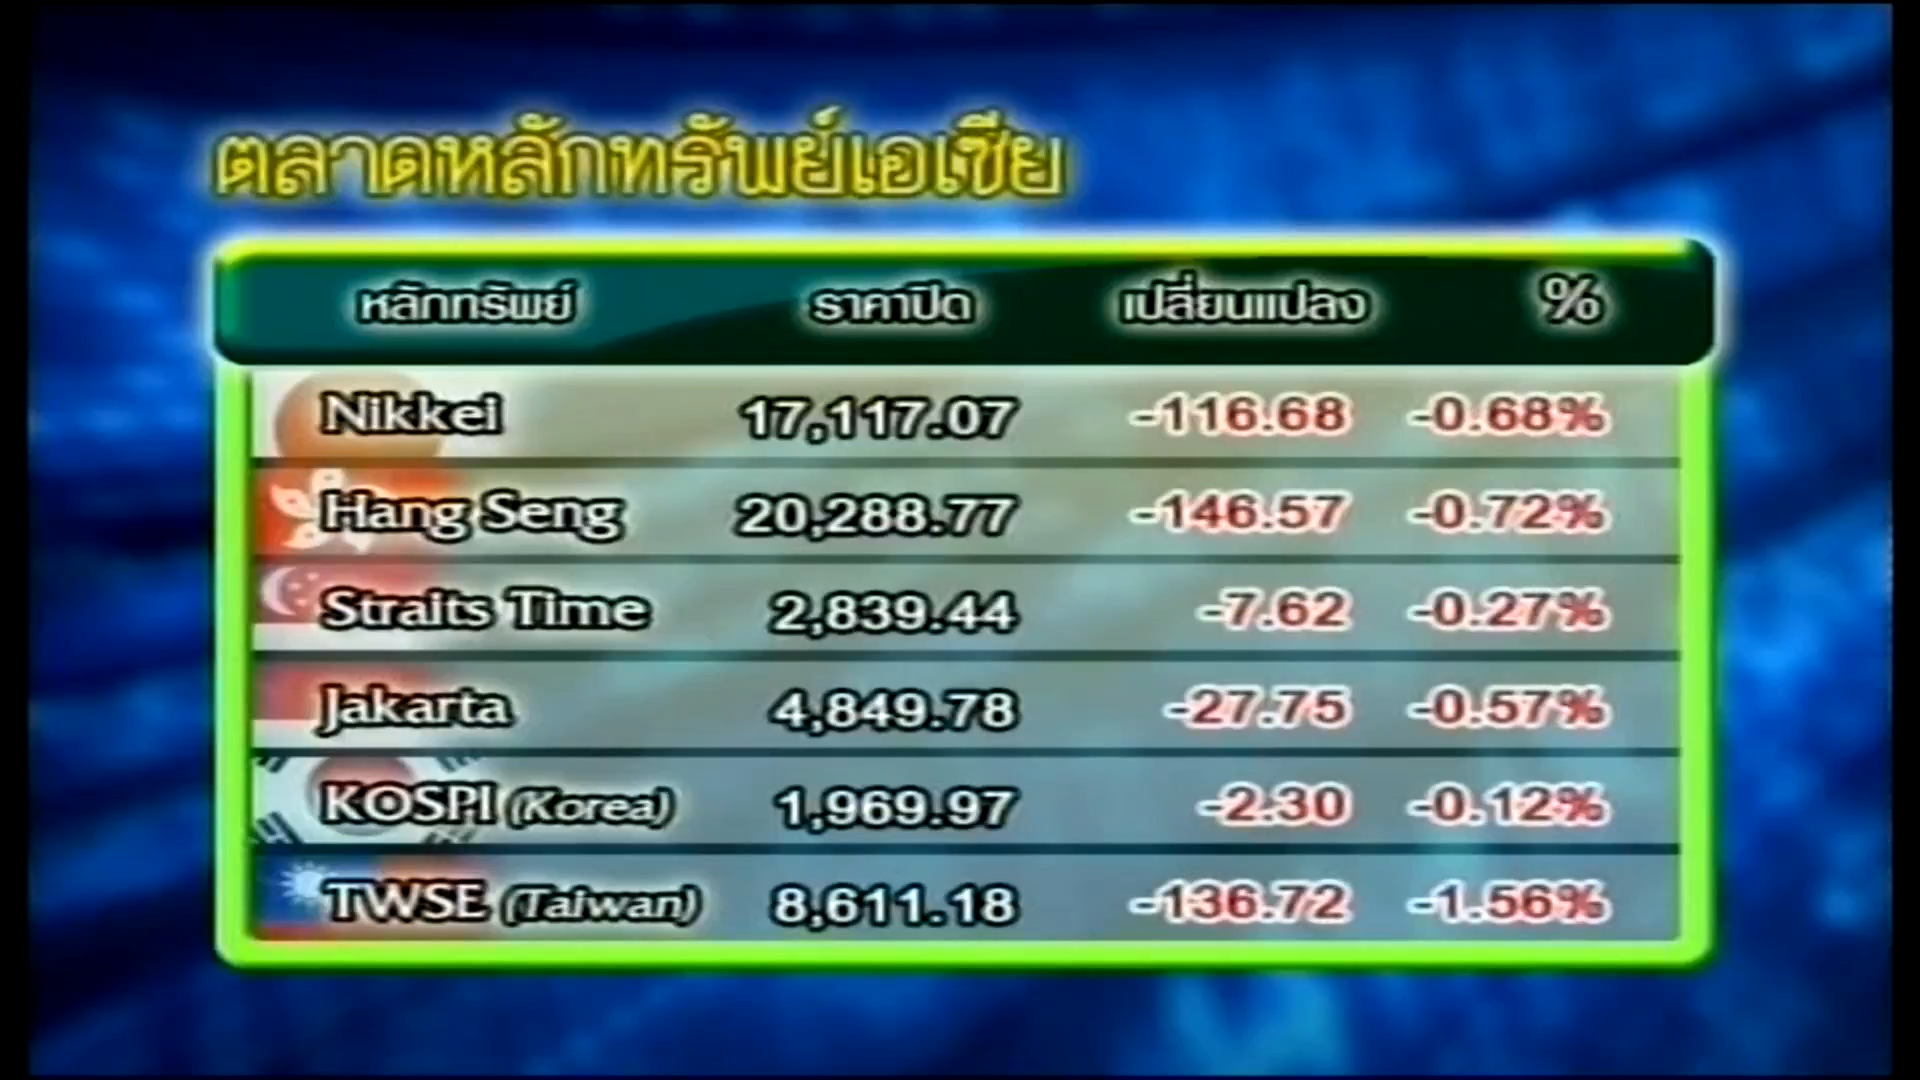 ตลาดหลักทรัพย์เอเซีย
หลักทรัพย์ ราคาปิด เปลี่ยนแปลง %
Nikkei 17,117.07 -116.68 -0.68%
Hang Seng 20,288.77 -146.57 -0.72%
Straits Time 2,839.44 -7.62 -0.27%
Jakarta 4,849.78 -27.75 -0.57%
KOSPI (Korea) 1,969.97 -2.30 -0.12%
TWSE (Taiwan) 8,611.18 -136.72 -1.56%